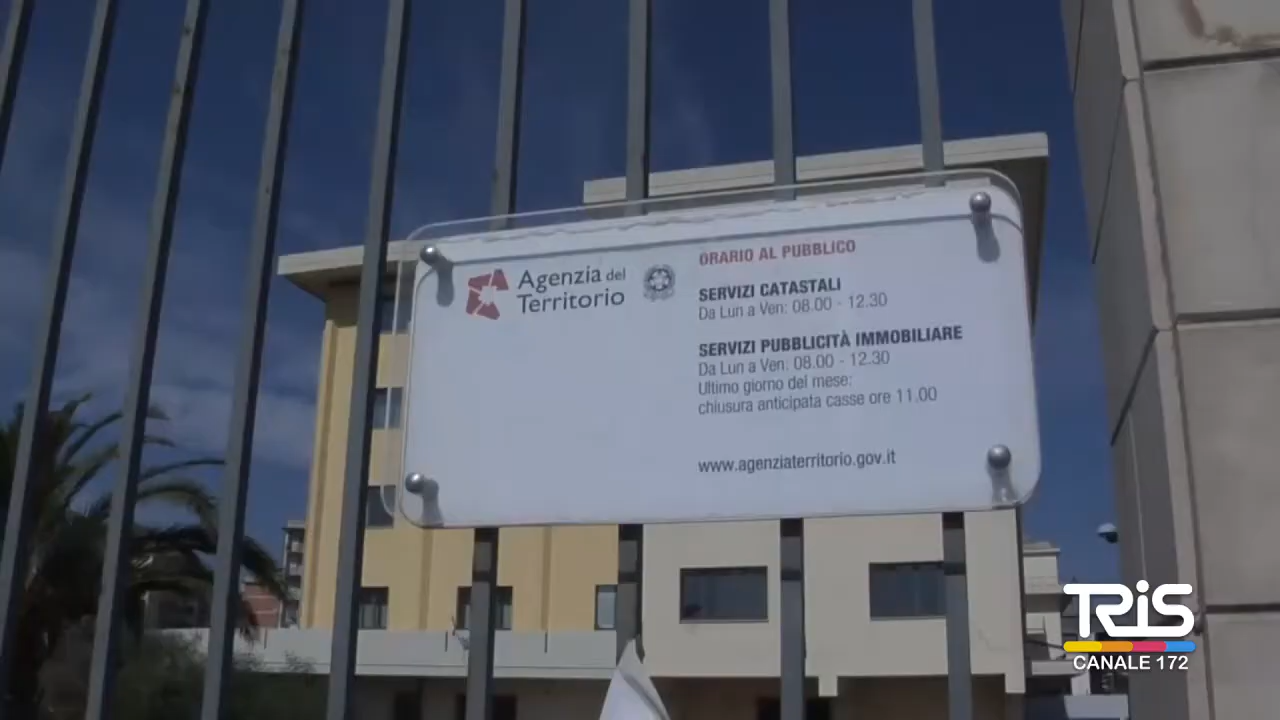 Agenzia del
Territorio
ORARIO AL PUBBLICO
SERVIZI CATASTALI
Da Lun a Ven: 08.00 - 12.30
SERVIZI PUBBLICITÀ IMMOBILIARE
Da Lun a Ven: 08.00 - 12.30
Ultimo giorno del mese:
chiusura anticipata casse ore 11.00
www.agenziaterritorio.gov.it
TRIS
CANALE 172